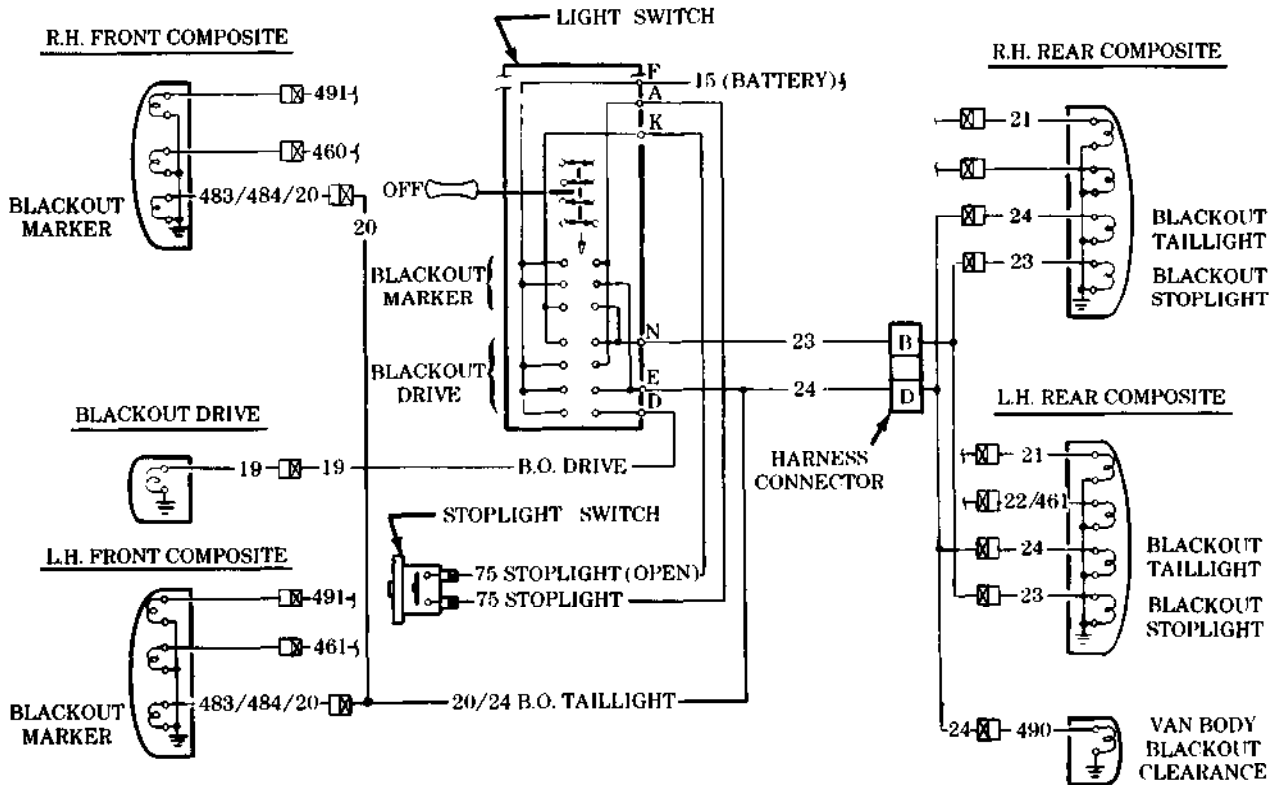 LIGHT SWITCH
R.H. FRONT COMPOSITE
491
460
483/484/20
BLACKOUT
MARKER
20
F
15 (BATTERY)
A
K
OFF
BLACKOUT
MARKER
BLACKOUT
DRIVE
N
E
D
23
24
B
D
HARNESS
CONNECTOR
R.H. REAR COMPOSITE
21
24
BLACKOUT
TAILLIGHT
23
BLACKOUT
STOPLIGHT
BLACKOUT DRIVE
19
19
B.O. DRIVE
STOPLIGHT SWITCH
75 STOPLIGHT (OPEN)
75 STOPLIGHT
L.H. FRONT COMPOSITE
491
461
483/484/20
BLACKOUT
MARKER
20/24 B.O. TAILLIGHT
L.H. REAR COMPOSITE
21
22/461
24
BLACKOUT
TAILLIGHT
23
BLACKOUT
STOPLIGHT
24
490
VAN BODY
BLACKOUT
CLEARANCE